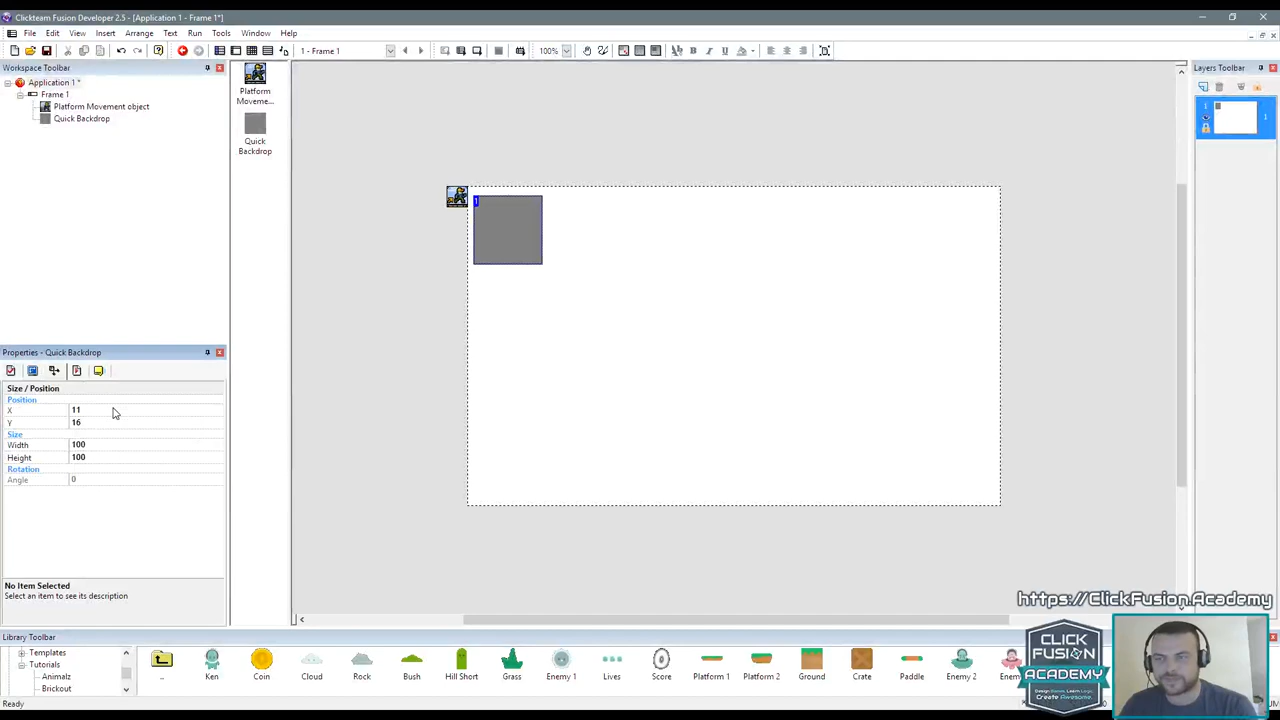 Clickteam Fusion Developer 2.5 - [Application 1 - Frame 1*]
File Edit View Insert Arrange Text Run Tools Window Help
1 - Frame 1
100%
Workspace Toolbar
Application 1 *
Frame 1
Platform Movement object
Quick Backdrop
Platform
Moveme...
Quick
Backdrop
1
Layers Toolbar
1
1
Properties - Quick Backdrop
Size / Position
Position
X 11
Y 16
Size
Width 100
Height 100
Rotation
Angle 0
No Item Selected
Select an item to see its description
https://ClickFusion.Academy
Library Toolbar
Templates
Tutorials
Animalz
Brickout
..
Ken
Coin
Cloud
Rock
Bush
Hill Short
Grass
Enemy 1
Lives
Score
Platform 1
Platform 2
Ground
Crate
Paddle
Enemy 2
CLICK
FUSION
ACADEMY
Ready